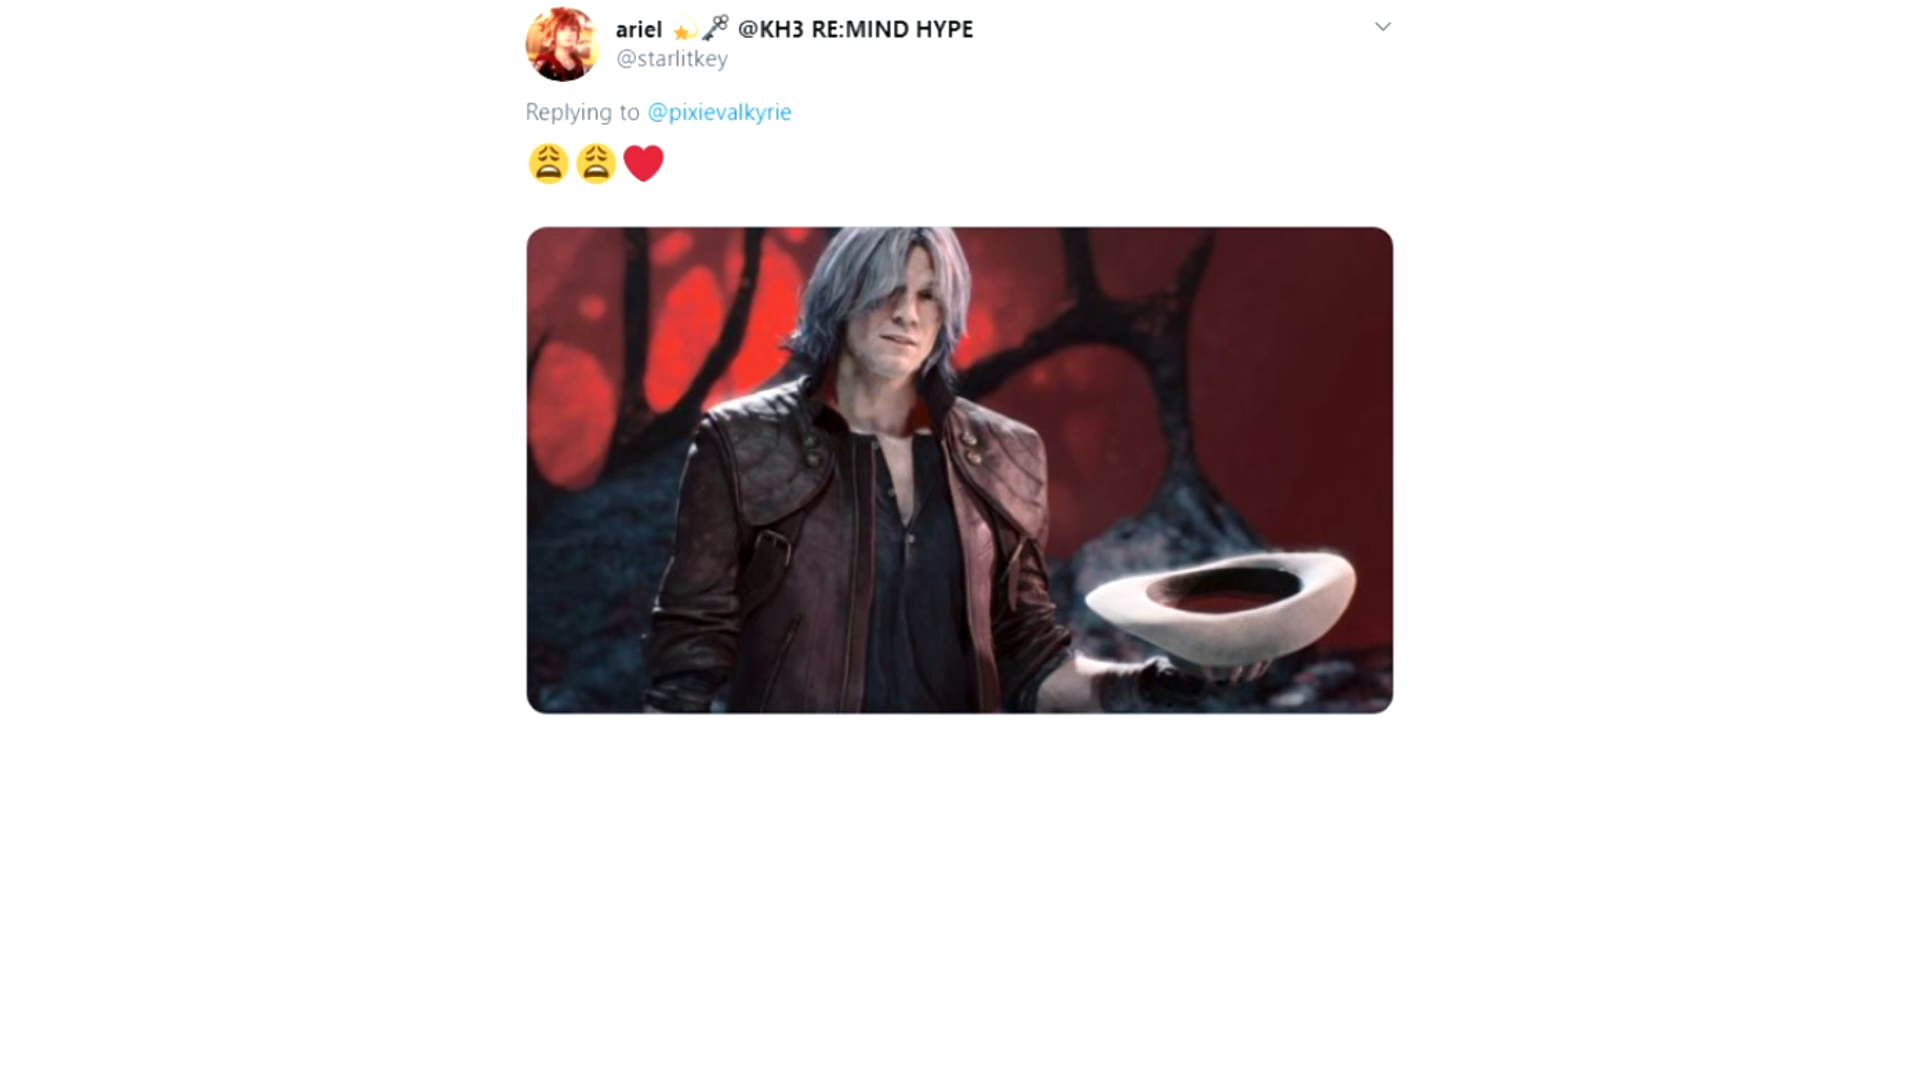 ariel 💫🗝 @KH3 RE:MIND HYPE
@starlitkey
Replying to @pixievalkyrie
😩😩❤